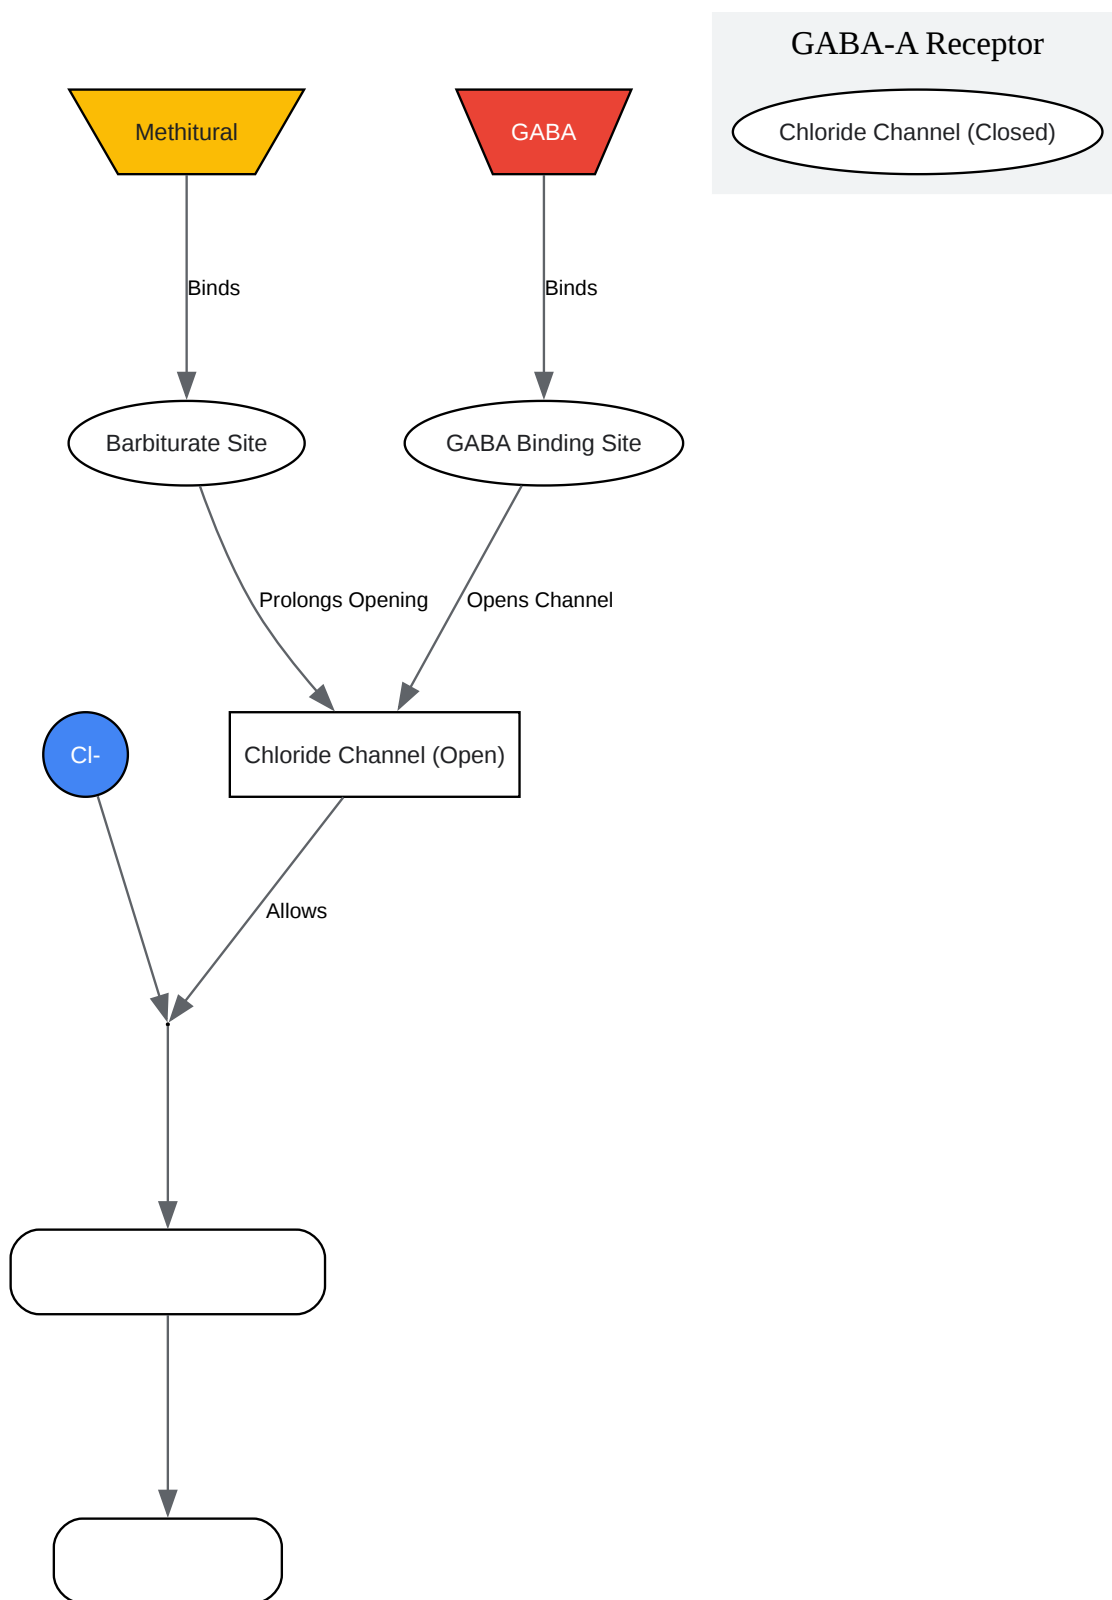 GABA-A Receptor
Methitural
GABA
Chloride Channel (Closed)
Binds
Binds
Barbiturate Site
GABA Binding Site
Prolongs Opening
Opens Channel
Cl-
Chloride Channel (Open)
Allows